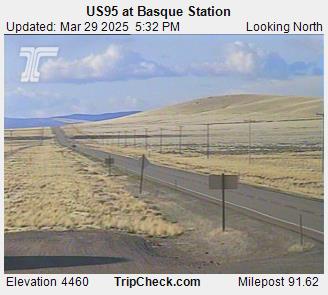 US95 at Basque Station
Updated: Mar 29 2025 5:32 PM Looking North
Elevation 4460 TripCheck.com Milepost 91.62